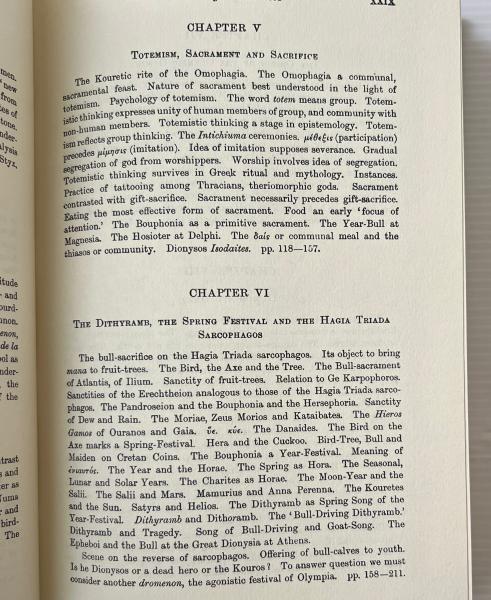 XXIX
CHAPTER V
TOTEMISM, SACRAMENT AND SACRIFICE
The Kouretic rite of the Omophagia. The Omophagia a communal,
sacramental feast. Nature of sacrament best understood in the light of
totemism. Psychology of totemism. The word totem means group. Totem-
istic thinking expresses unity of human members of group, and community with
non-human members. Totemistic thinking a stage in epistemology. Totem-
ism reflects group thinking. The Intichiuma ceremonies. μέθεξις (participation)
precedes μίμησις (imitation). Idea of imitation supposes severance. Gradual
segregation of god from worshippers. Worship involves idea of segregation.
Totemistic thinking survives in Greek ritual and mythology. Instances.
Practice of tattooing among Thracians, theriomorphic gods. Sacrament
contrasted with gift-sacrifice. Sacrament necessarily precedes gift-sacrifice.
Eating the most effective form of sacrament. Food an early 'focus of
attention.' The Bouphonia as a primitive sacrament. The Year-Bull at
Magnesia. The Hosioter at Delphi. The δαίς or communal meal and the
thiasos or community. Dionysos Isodaites. pp. 118—157.
CHAPTER VI
THE DITHYRAMB, THE SPRING FESTIVAL AND THE HAGIA TRIADA
SARCOPHAGOS
The bull-sacrifice on the Hagia Triada sarcophagos. Its object to bring
mana to fruit-trees. The Bird, the Axe and the Tree. The Bull-sacrament
of Atlantis, of Ilium. Sanctity of fruit-trees. Relation to Ge Karpophoros.
Sanctities of the Erechtheion analogous to those of the Hagia Triada sarco-
phagos. The Pandroseion and the Bouphonia and the Hersephoria. Sanctity
of Dew and Rain. The Moriae, Zeus Morios and Kataibates. The Hieros
Gamos of Ouranos and Gaia. ὗε. κύε. The Danaides. The Bird on the
Axe marks a Spring-Festival. Hera and the Cuckoo. Bird-Tree, Bull and
Maiden on Cretan Coins. The Bouphonia a Year-Festival. Meaning of
ἐνιαυτός. The Year and the Horae. The Spring as Hora. The Seasonal,
Lunar and Solar Years. The Charites as Horae. The Moon-Year and the
Salii. The Salii and Mars. Mamurius and Anna Perenna. The Kouretes
and the Sun. Satyrs and Helios. The Dithyramb as Spring Song of the
Year-Festival. Dithyramb and Dithoramb. The 'Bull-Driving Dithyramb.'
Dithyramb and Tragedy. Song of Bull-Driving and Goat-Song. The
Epheboi and the Bull at the Great Dionysia at Athens.
Scene on the reverse of sarcophagos. Offering of bull-calves to youth.
Is he Dionysos or a dead hero or the Kouros? To answer question we must
consider another dromenon, the agonistic festival of Olympia. pp. 158—211.